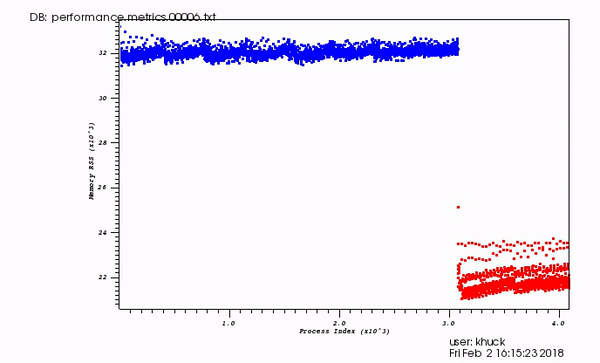 DB: performance.metrics.00006.txt
32
30
28
26
24
22
Memory RSS (x10^3)
1.0 2.0 3.0 4.0
Process Index (x10^3)
user: khuck
Fri Feb 2 16:15:23 2018